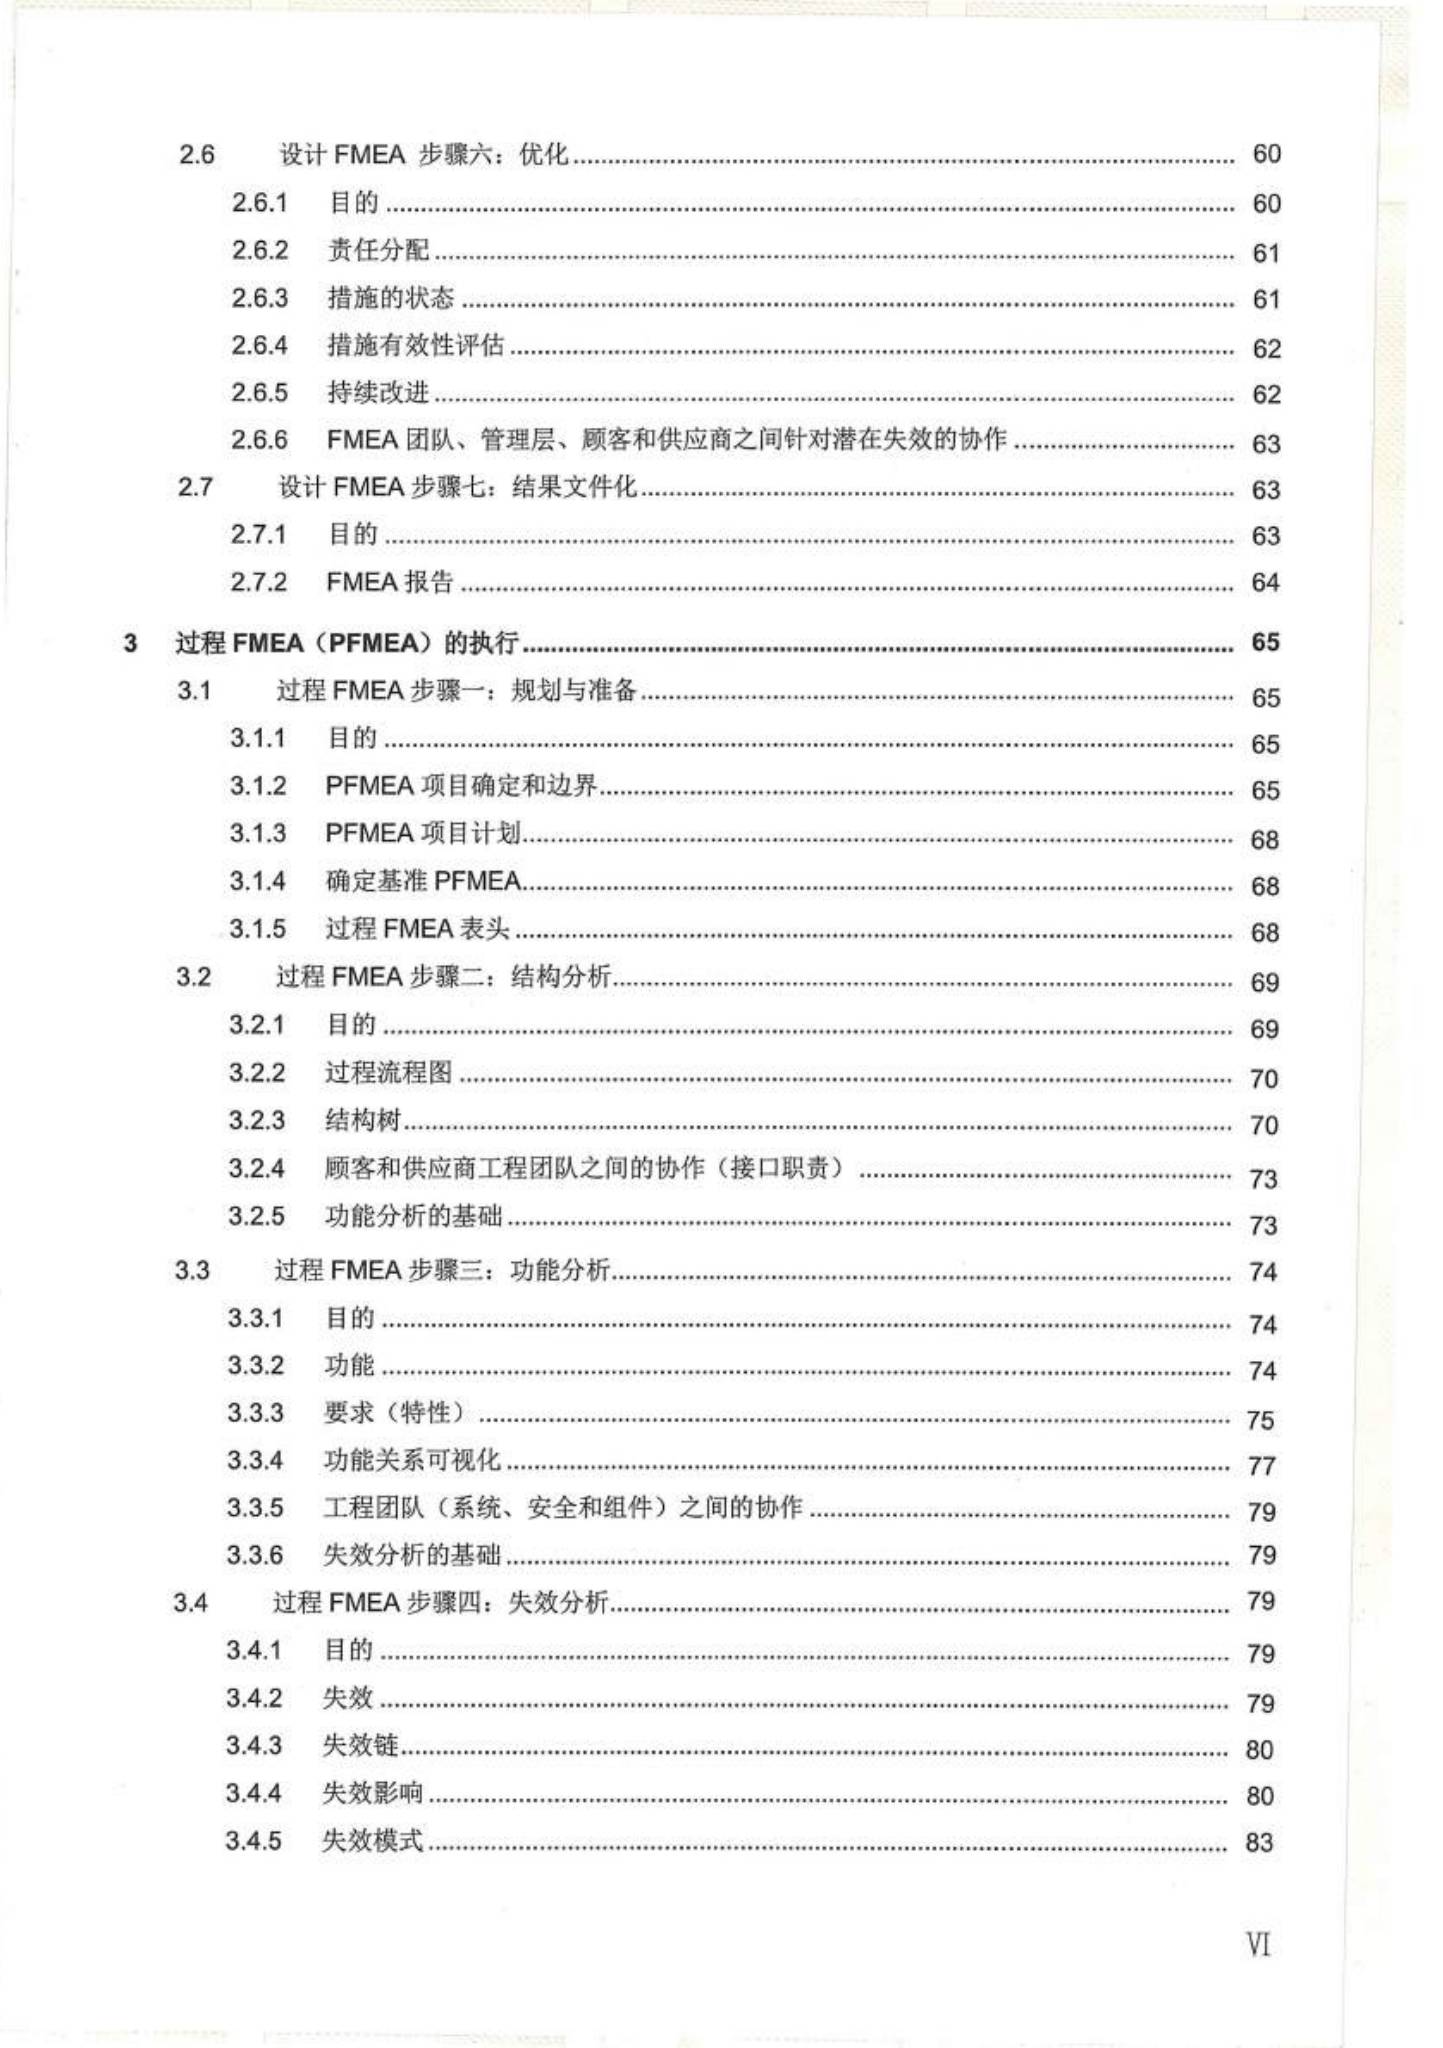 2.6 设计 FMEA 步骤六：优化 60
2.6.1 目的 60
2.6.2 责任分配 61
2.6.3 措施的状态 61
2.6.4 措施有效性评估 62
2.6.5 持续改进 62
2.6.6 FMEA 团队、管理层、顾客和供应商之间针对潜在失效的协作 63
2.7 设计 FMEA 步骤七：结果文件化 63
2.7.1 目的 63
2.7.2 FMEA 报告 64
3 过程 FMEA（PFMEA）的执行 65
3.1 过程 FMEA 步骤一：规划与准备 65
3.1.1 目的 65
3.1.2 PFMEA 项目确定和边界 65
3.1.3 PFMEA 项目计划 68
3.1.4 确定基准 PFMEA 68
3.1.5 过程 FMEA 表头 68
3.2 过程 FMEA 步骤二：结构分析 69
3.2.1 目的 69
3.2.2 过程流程图 70
3.2.3 结构树 70
3.2.4 顾客和供应商工程团队之间的协作（接口职责） 73
3.2.5 功能分析的基础 73
3.3 过程 FMEA 步骤三：功能分析 74
3.3.1 目的 74
3.3.2 功能 74
3.3.3 要求（特性） 75
3.3.4 功能关系可视化 77
3.3.5 工程团队（系统、安全和组件）之间的协作 79
3.3.6 失效分析的基础 79
3.4 过程 FMEA 步骤四：失效分析 79
3.4.1 目的 79
3.4.2 失效 79
3.4.3 失效链 80
3.4.4 失效影响 80
3.4.5 失效模式 83
VI